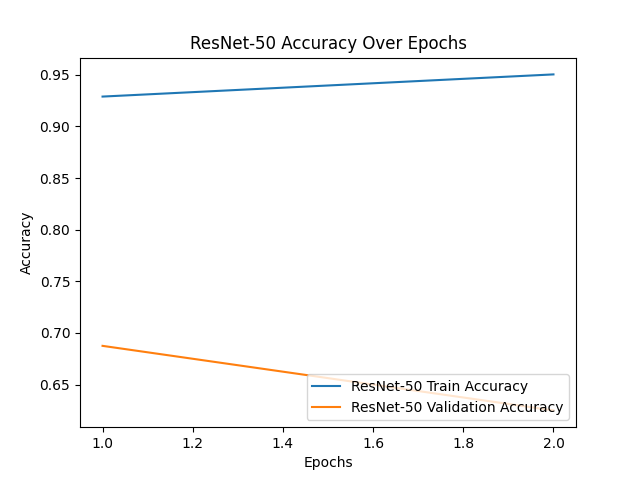 ResNet-50 Accuracy Over Epochs
0.95
0.90
0.85
0.80
0.75
0.70
0.65
Accuracy
ResNet-50 Train Accuracy
ResNet-50 Validation Accuracy
1.0 1.2 1.4 1.6 1.8 2.0
Epochs